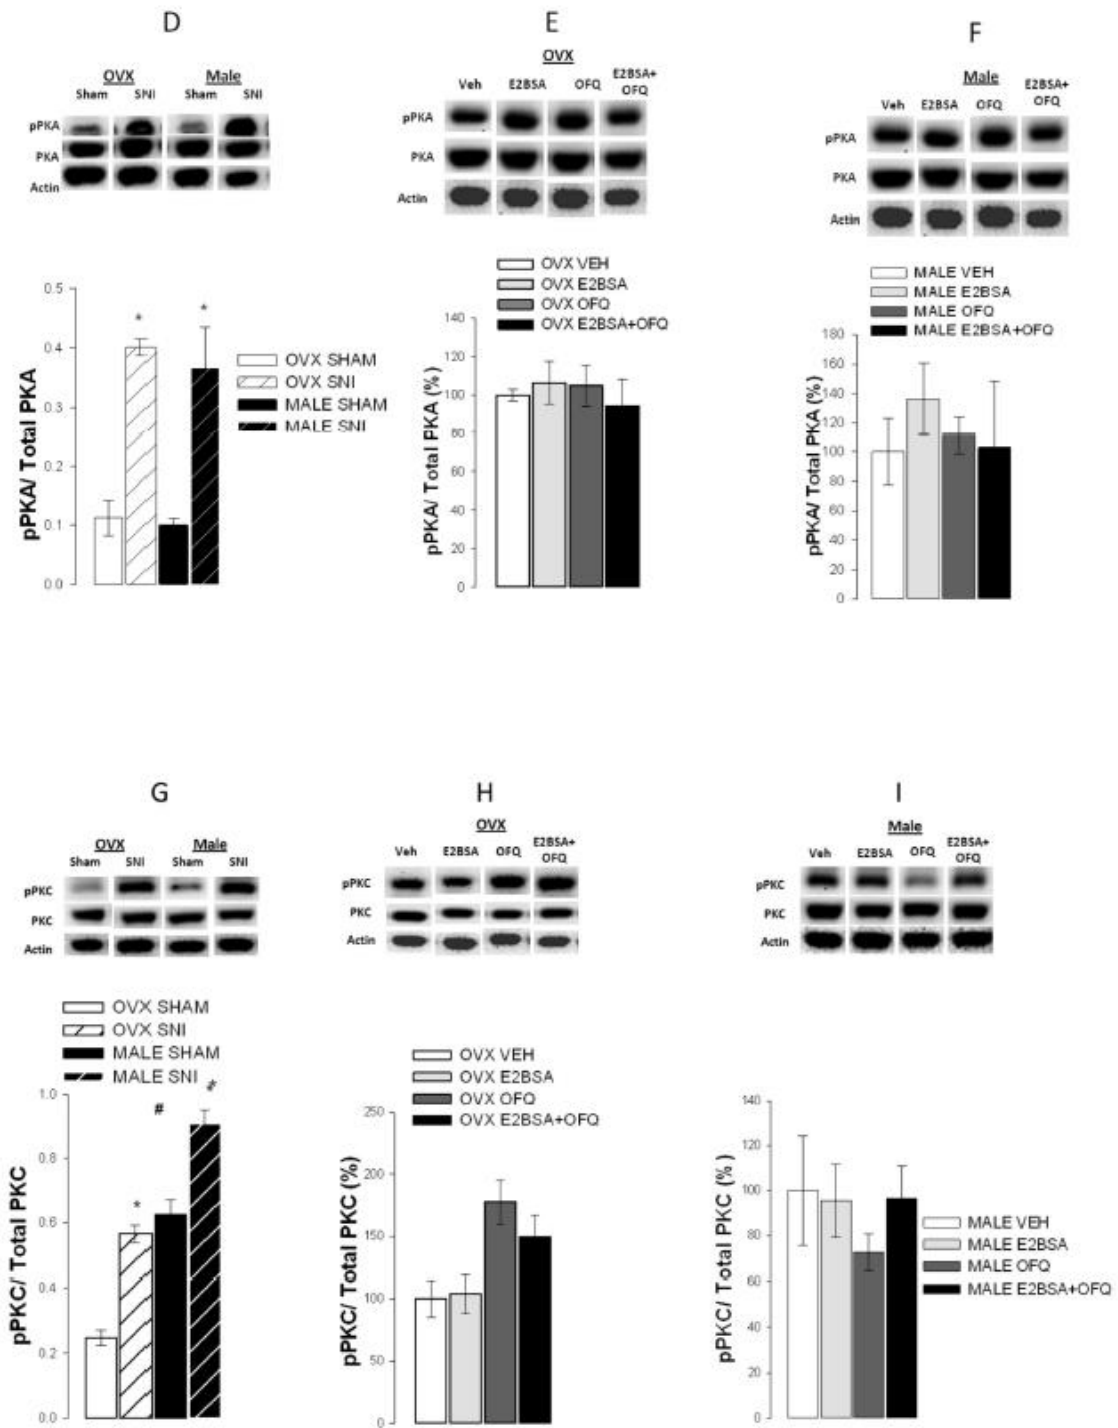 D
OVX Male
Sham SNI Sham SNI
pPKA
PKA
Actin
0.5
0.4
0.3
0.2
0.1
0.0
pPKA/ Total PKA
* *
OVX SHAM
OVX SNI
MALE SHAM
MALE SNI
E
OVX
Veh E2BSA OFQ E2BSA+
OFQ
pPKA
PKA
Actin
OVX VEH
OVX E2BSA
OVX OFQ
OVX E2BSA+OFQ
140
120
100
80
60
40
20
0
pPKA/ Total PKA (%)
F
Male
Veh E2BSA OFQ E2BSA+
OFQ
pPKA
PKA
Actin
MALE VEH
MALE E2BSA
MALE OFQ
MALE E2BSA+OFQ
180
160
140
120
100
80
60
40
20
0
pPKA/ Total PKA (%)
G
OVX Male
Sham SNI Sham SNI
pPKC
PKC
Actin
OVX SHAM
OVX SNI
MALE SHAM
MALE SNI
1.0
0.8
0.6
0.4
0.2
0.0
pPKC/ Total PKC
* #
H
OVX
Veh E2BSA OFQ E2BSA+
OFQ
pPKC
PKC
Actin
OVX VEH
OVX E2BSA
OVX OFQ
OVX E2BSA+OFQ
250
200
150
100
50
0
pPKC/ Total PKC (%)
I
Male
Veh E2BSA OFQ E2BSA+
OFQ
pPKC
PKC
Actin
140
120
100
80
60
40
20
0
pPKC/ Total PKC (%)
MALE VEH
MALE E2BSA
MALE OFQ
MALE E2BSA+OFQ